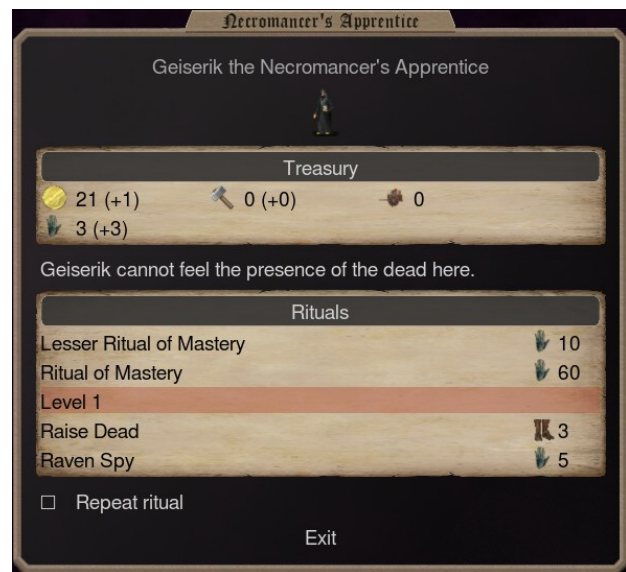 Necromancer's Apprentice
Geiserik the Necromancer's Apprentice
Treasury
21 (+1) 0 (+0) 0
3 (+3)
Geiserik cannot feel the presence of the dead here.
Rituals
Lesser Ritual of Mastery 10
Ritual of Mastery 60
Level 1
Raise Dead 3
Raven Spy 5
Repeat ritual
Exit